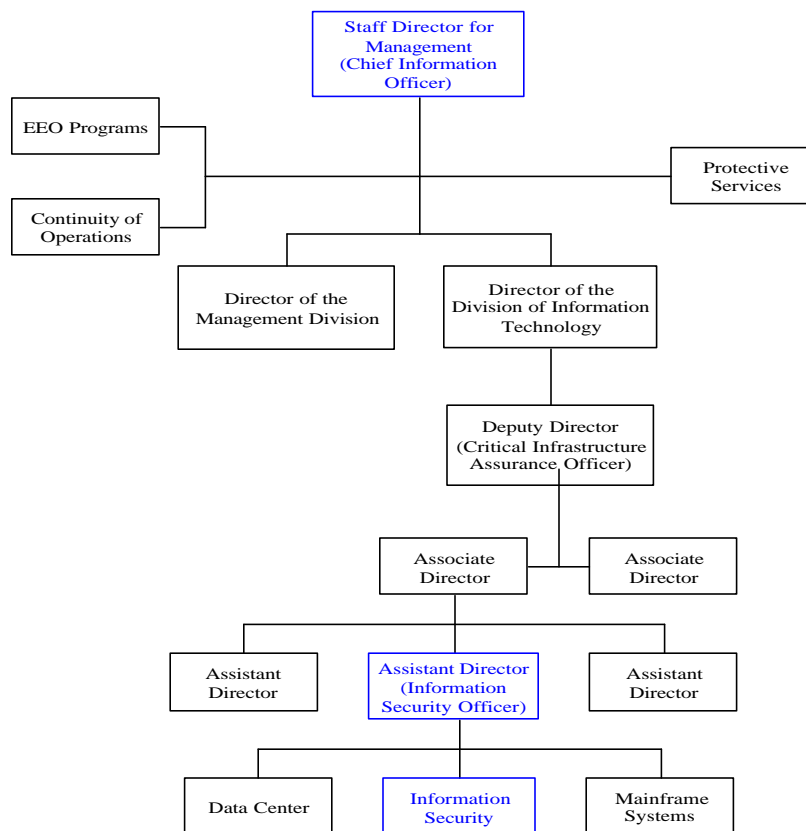 Staff Director for
Management
(Chief Information
Officer)
EEO Programs
Protective
Services
Continuity of
Operations
Director of the
Management Division
Director of the
Division of Information
Technology
Deputy Director
(Critical Infrastructure
Assurance Officer)
Associate
Director
Associate
Director
Assistant
Director
Assistant Director
(Information
Security Officer)
Assistant
Director
Data Center
Information
Security
Mainframe
Systems